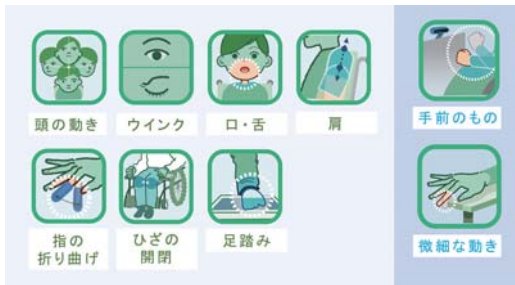 頭の動き
ウインク
口・舌
肩
手前のもの
指の
折り曲げ
ひざの
開閉
足踏み
微細な動き